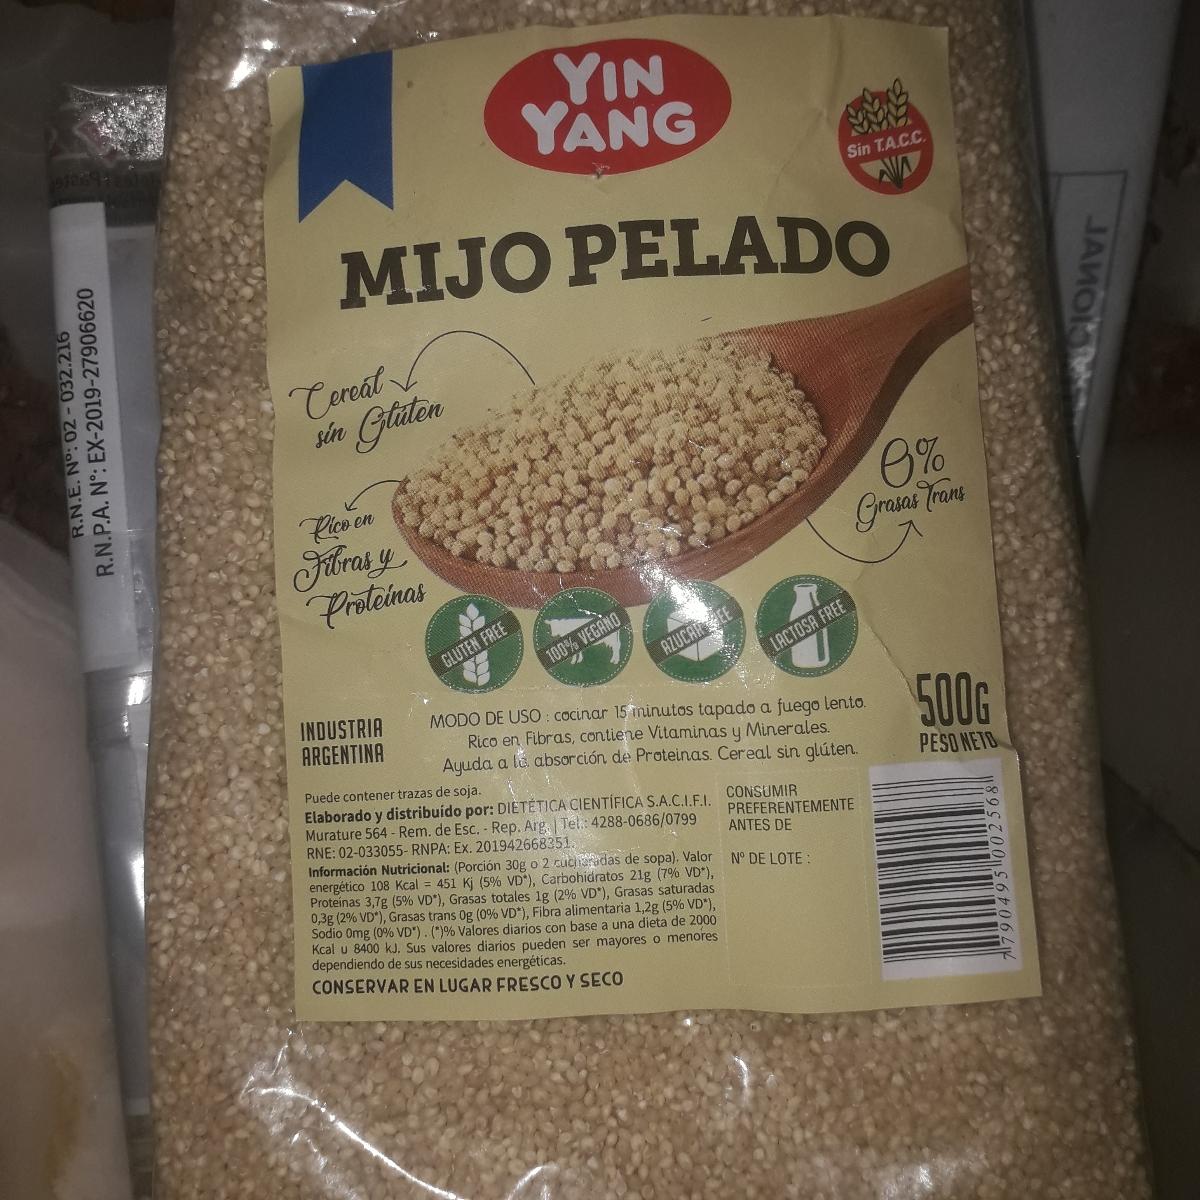 YIN
YANG
Sin T.A.C.C.
MIJO PELADO
Cereal
sin Glúten
0%
Grasas Trans
Rico en
Fibras y
Proteínas
GLUTEN FREE
100% VEGANO
AZUCAR FREE
LACTOSA FREE
INDUSTRIA
ARGENTINA
MODO DE USO : cocinar 15 minutos tapado a fuego lento.
Rico en Fibras, contiene Vitaminas y Minerales.
Ayuda a la absorción de Proteinas. Cereal sin glúten.
500G
PESO NETO
Puede contener trazas de soja.
Elaborado y distribuído por: DIETÉTICA CIENTÍFICA S.A.C.I.F.I.
Murature 564 - Rem. de Esc. - Rep. Arg. | Tel.: 4288-0686/0799
RNE: 02-033055- RNPA: Ex. 201942668351.
Información Nutricional: (Porción 30g o 2 cucharadas de sopa). Valor
energético 108 Kcal = 451 Kj (5% VD*), Carbohidratos 21g (7% VD*),
Proteínas 3,7g (5% VD*), Grasas totales 1g (2% VD*), Grasas saturadas
0,3g (2% VD*), Grasas trans 0g (0% VD*), Fibra alimentaria 1,2g (5% VD*),
Sodio 0mg (0% VD*) . (*)% Valores diarios con base a una dieta de 2000
Kcal u 8400 kJ. Sus valores diarios pueden ser mayores o menores
dependiendo de sus necesidades energéticas.
CONSERVAR EN LUGAR FRESCO Y SECO
CONSUMIR
PREFERENTEMENTE
ANTES DE
Nº DE LOTE :
7790495002568
R.N.E. Nº: 02 - 032.216
R.N.P.A. Nº: EX-2019-27906620